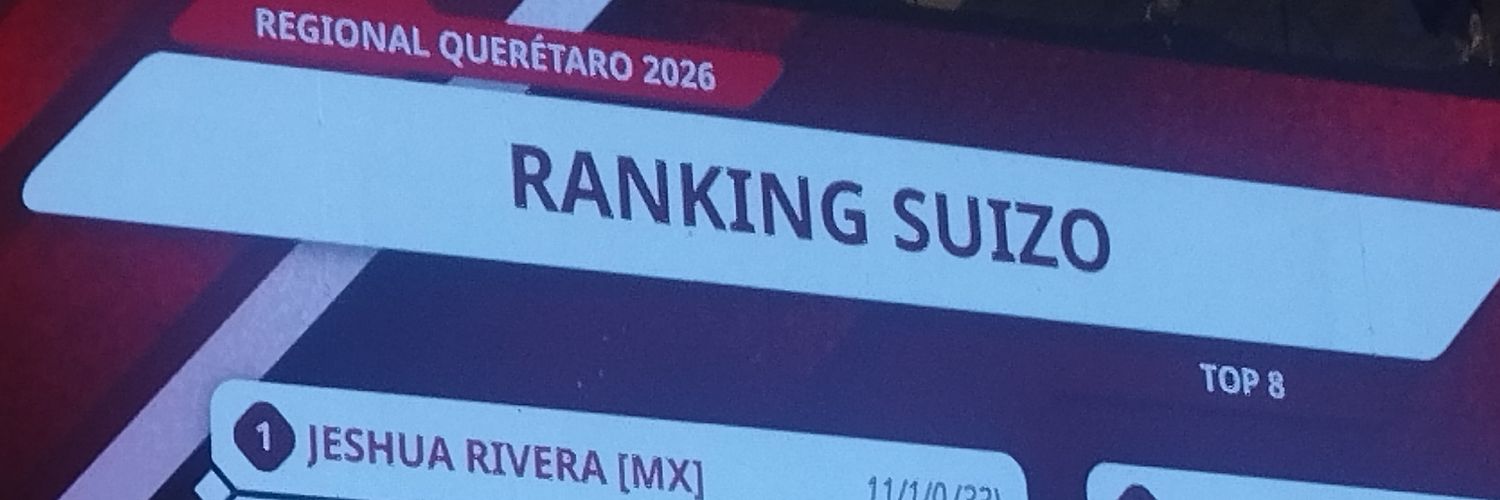 REGIONAL QUERÉTARO 2026
RANKING SUIZO
TOP 8
1 JESHUA RIVERA [MX]